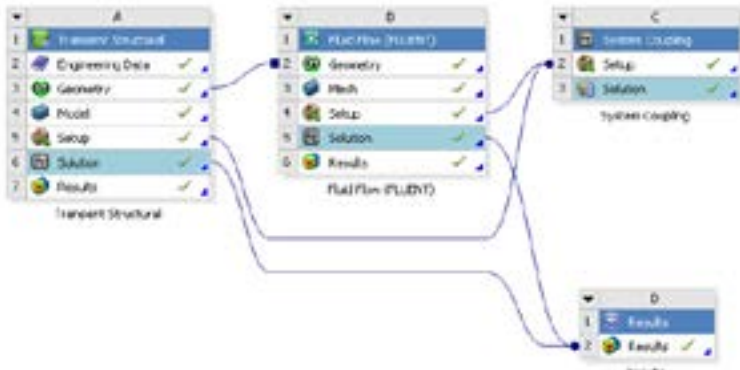 A
1 Transient Structural
2 Engineering Data
3 Geometry
4 Model
5 Setup
6 Solution
7 Results
Transient Structural
B
1 Fluid Flow (FLUENT)
2 Geometry
3 Mesh
4 Setup
5 Solution
6 Results
Fluid Flow (FLUENT)
C
1 System Coupling
2 Setup
3 Solution
System Coupling
D
1 Results
2 Results